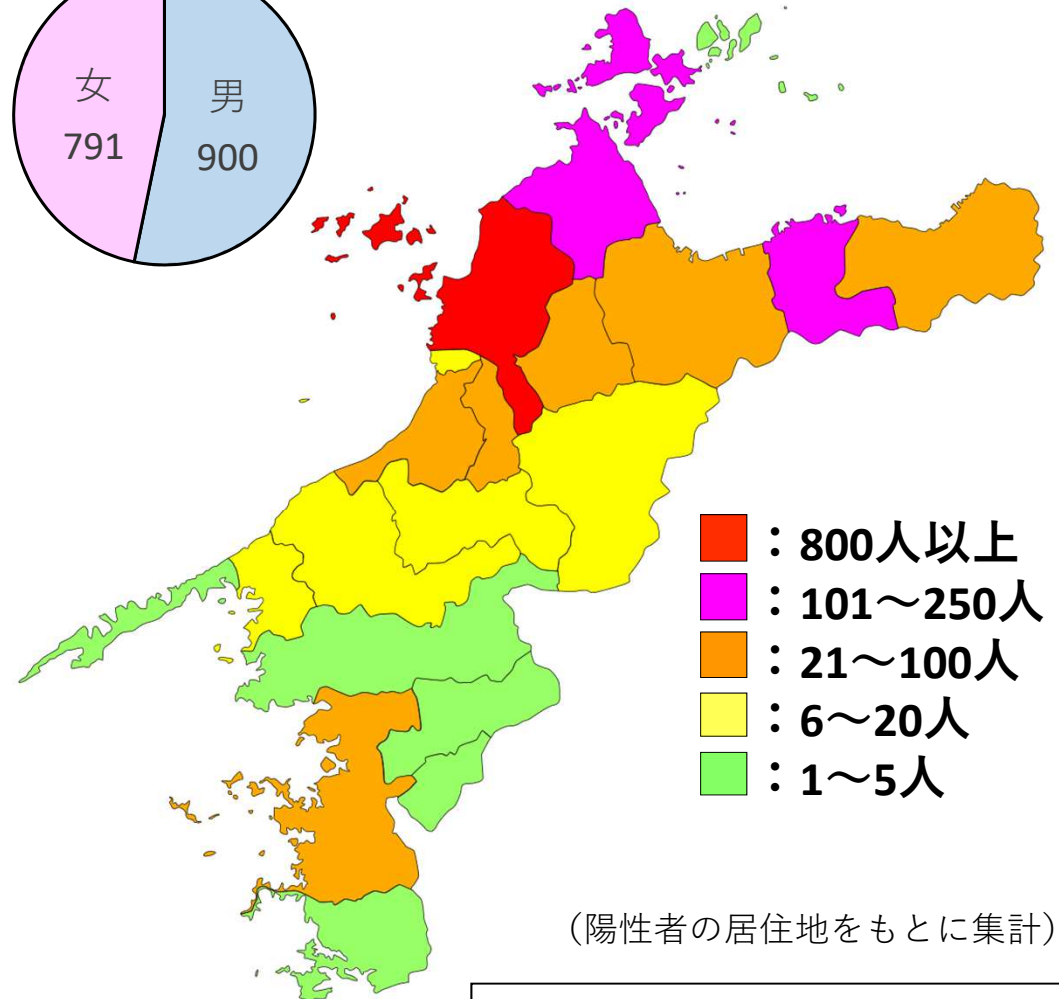 女
791
男
900
：800人以上
：101～250人
：21～100人
：6～20人
：1～5人
（陽性者の居住地をもとに集計）